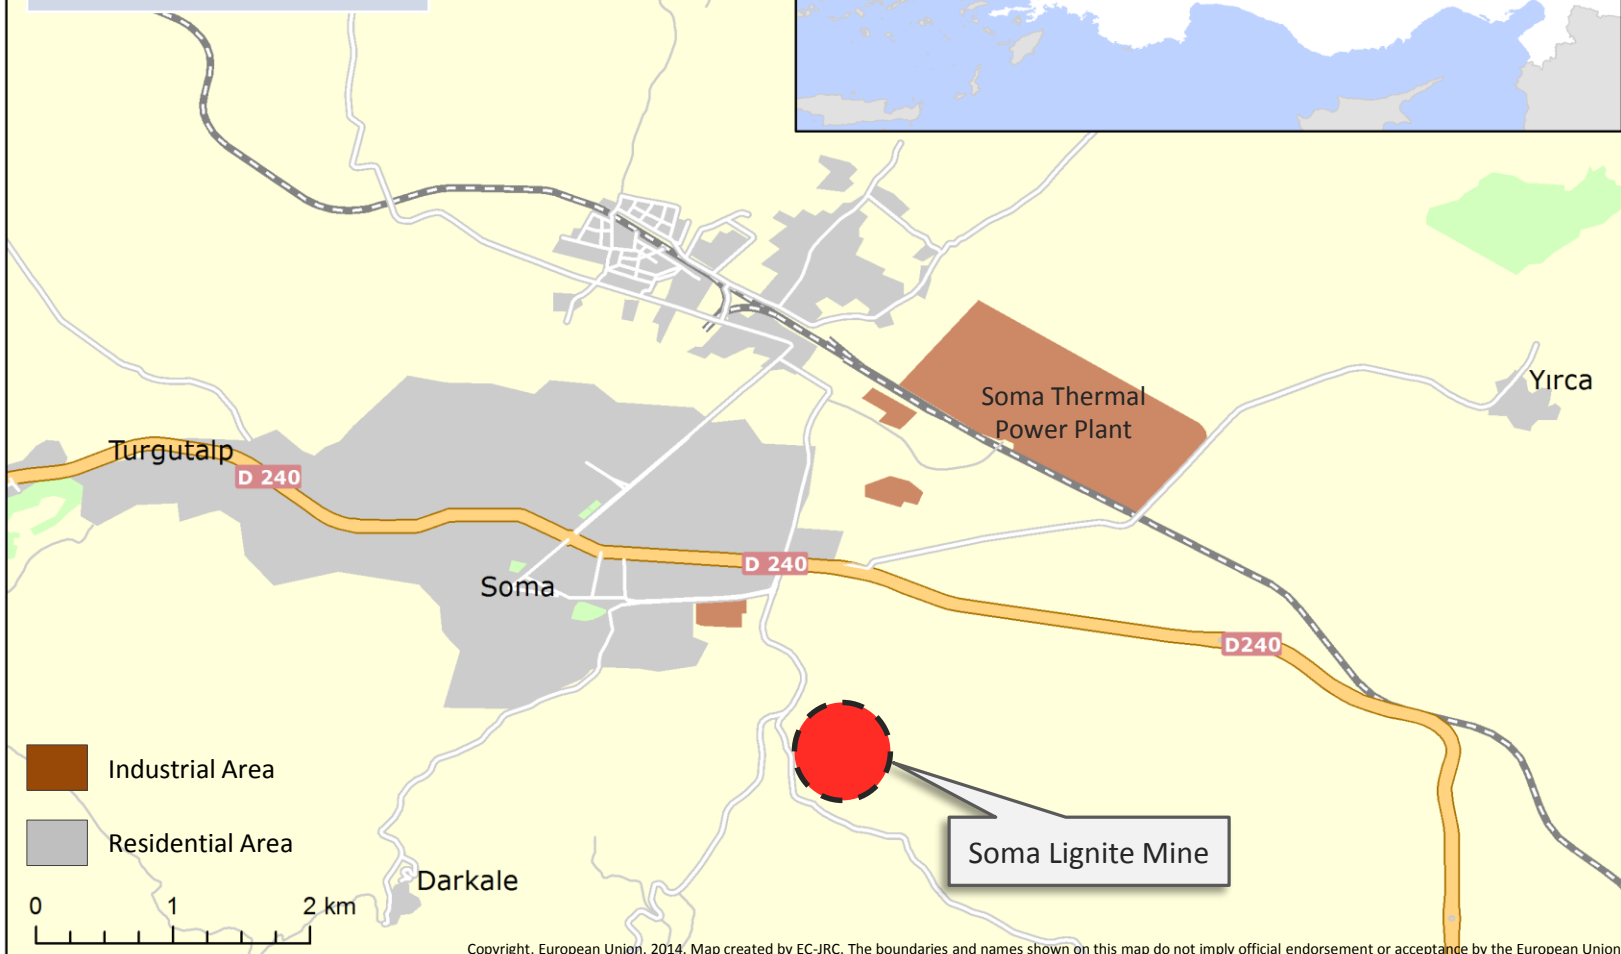 Soma Thermal
Power Plant
Yırca
Turgutalp
D 240
D 240
Soma
D240
Industrial Area
Residential Area
Soma Lignite Mine
Darkale
0 1 2 km
Copyright, European Union, 2014. Map created by EC-JRC. The boundaries and names shown on this map do not imply official endorsement or acceptance by the European Union